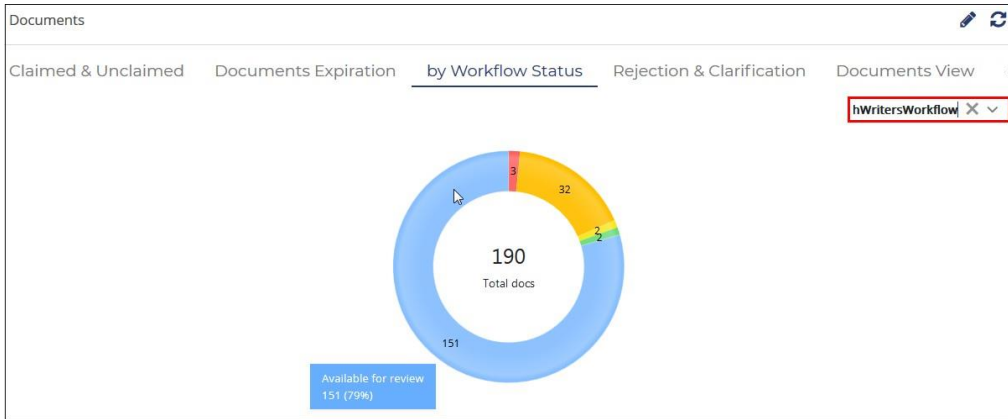 Documents
Claimed & Unclaimed Documents Expiration by Workflow Status Rejection & Clarification Documents View
hWritersWorkflow
3
32
2
2
190
Total docs
151
Available for review
151 (79%)